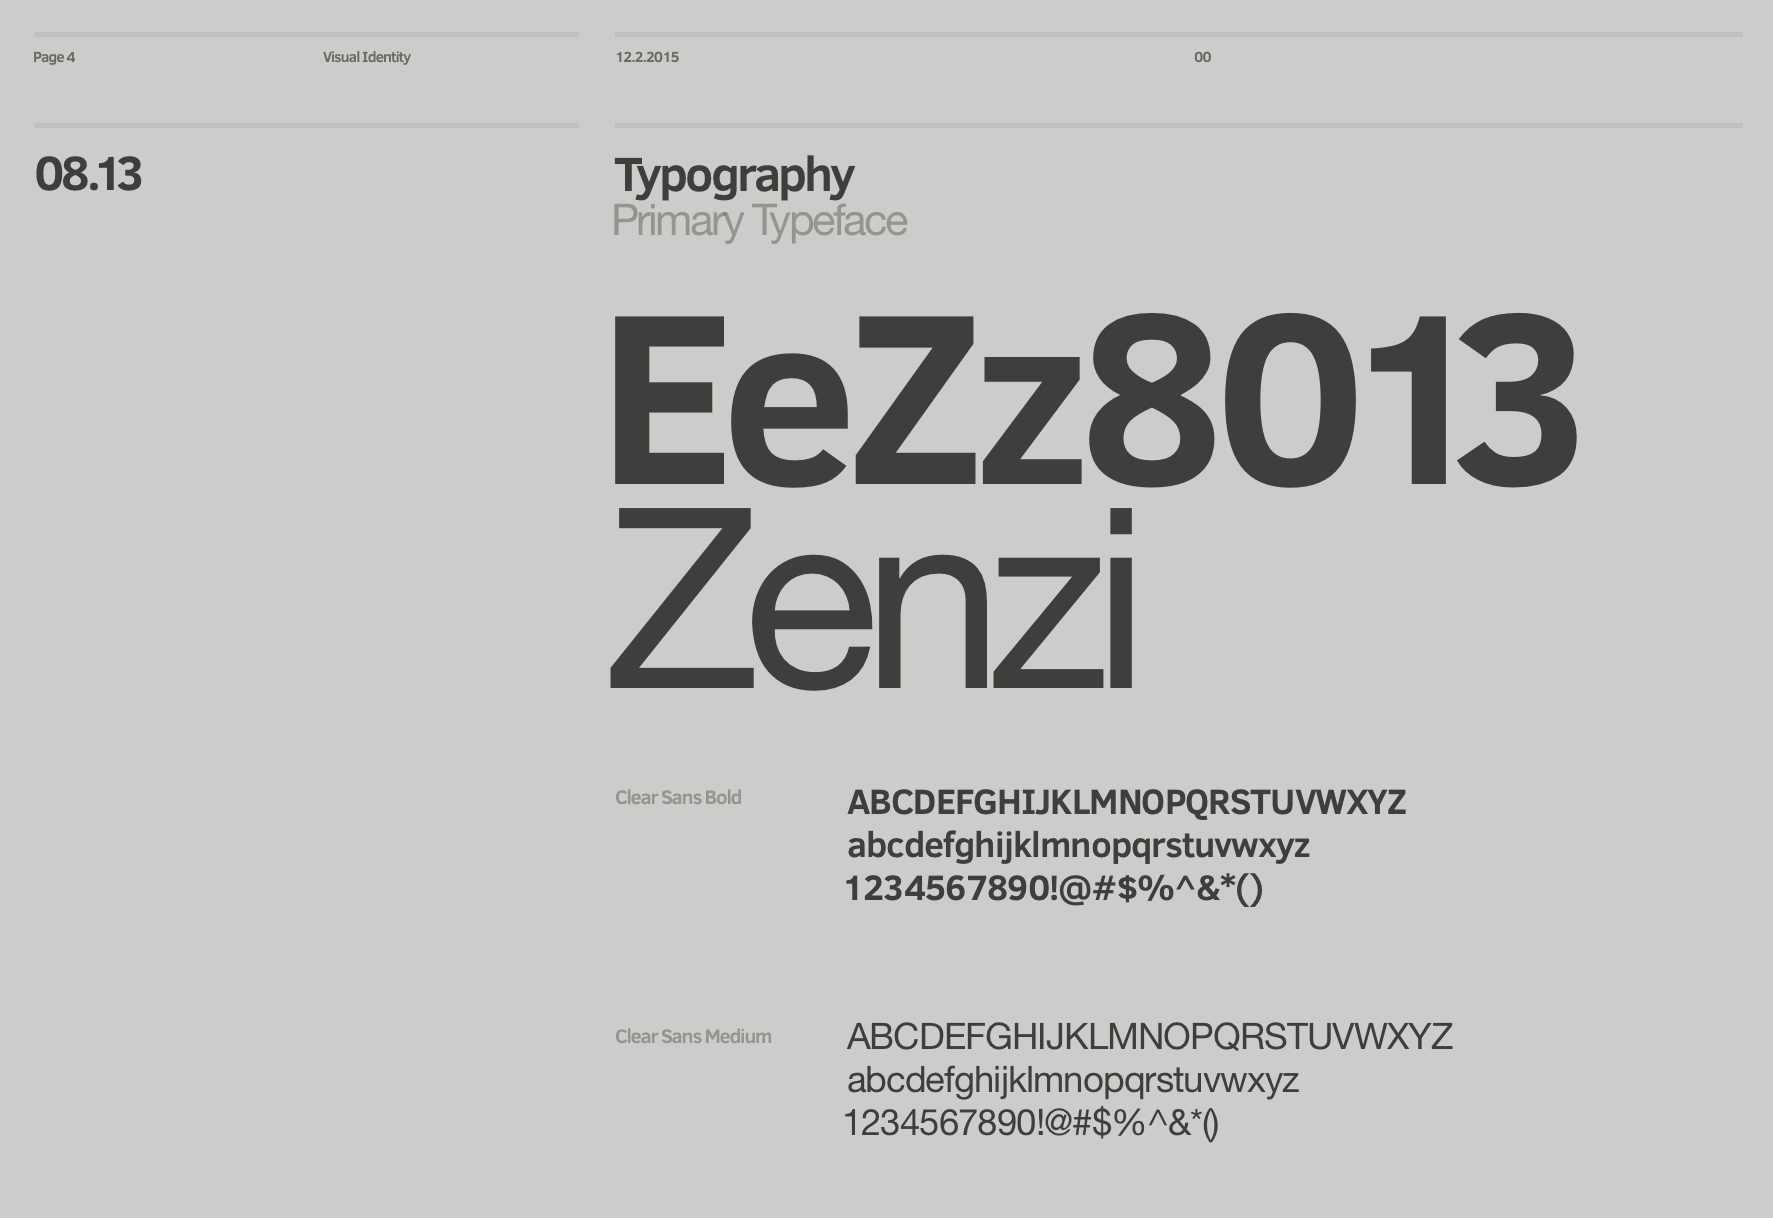 Page 4
Visual Identity
12.2.2015
00
08.13
Typography
Primary Typeface
EeZz8013
Zenzi
Clear Sans Bold
ABCDEFGHIJKLMNOPQRSTUVWXYZ
abcdefghijklmnopqrstuvwxyz
1234567890!@#$%^&*()
Clear Sans Medium
ABCDEFGHIJKLMNOPQRSTUVWXYZ
abcdefghijklmnopqrstuvwxyz
1234567890!@#$%^&*()